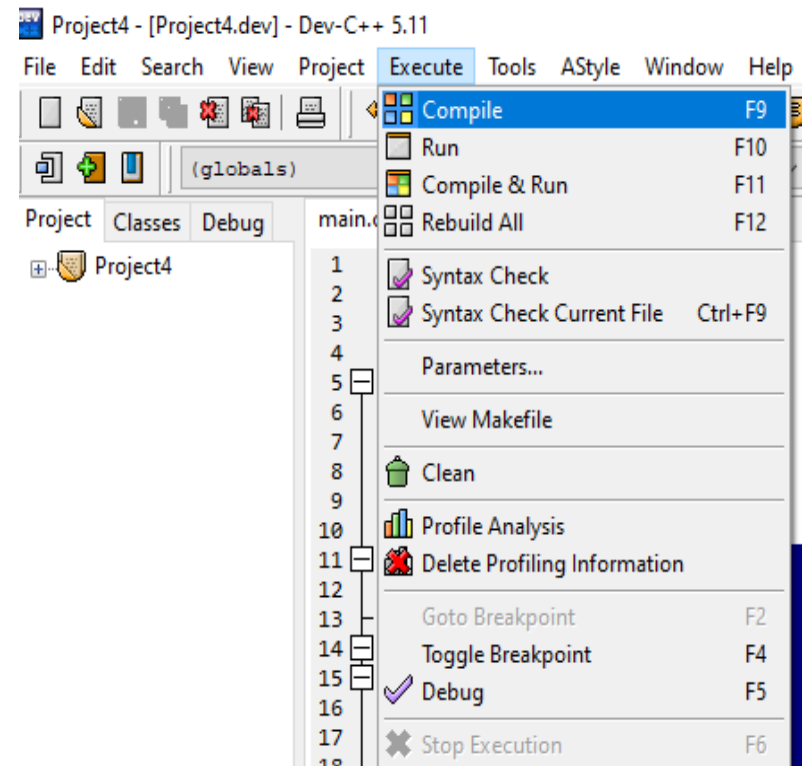 Project4 - [Project4.dev] - Dev-C++ 5.11
File Edit Search View Project Execute Tools AStyle Window Help
(globals)
Project Classes Debug
Project4
main.
1
2
3
4
5
6
7
8
9
10
11
12
13
14
15
16
17
18
Compile F9
Run F10
Compile & Run F11
Rebuild All F12
Syntax Check
Syntax Check Current File Ctrl+F9
Parameters...
View Makefile
Clean
Profile Analysis
Delete Profiling Information
Goto Breakpoint F2
Toggle Breakpoint F4
Debug F5
Stop Execution F6